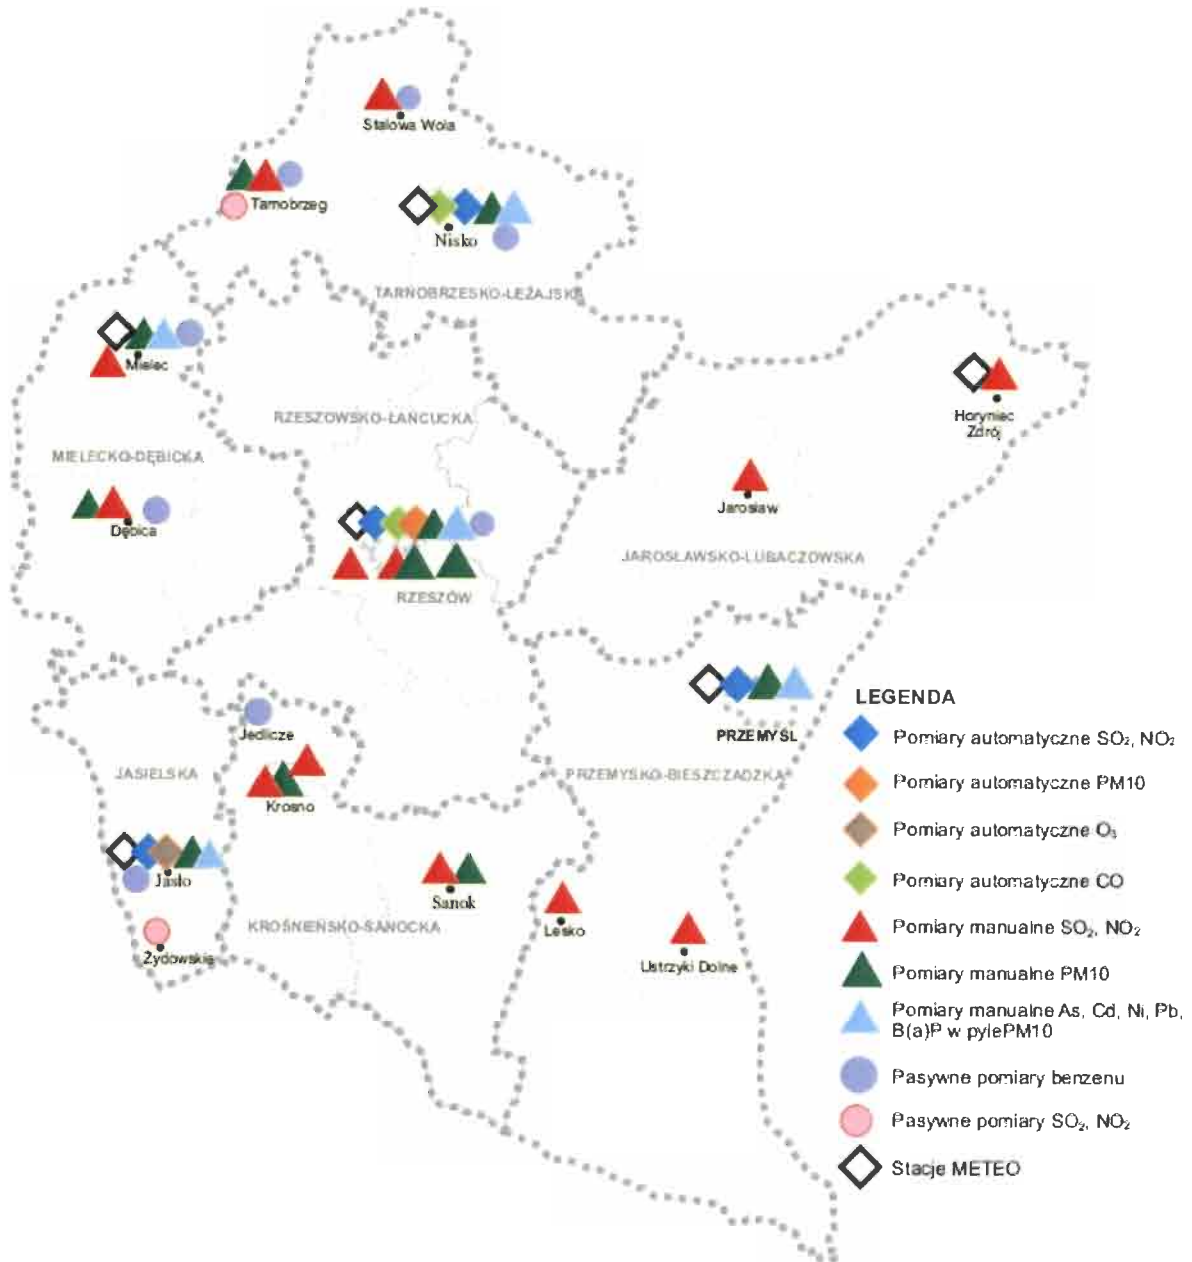 Stalowa Wola
Tarnobrzeg
Nisko
TARNOBRZESKO-LEŻAJSKA
Mielec
Horyniec
Zdrój
RZESZOWSKO-ŁAŃCUCKA
MIELECKO-DĘBICKA
Jarosław
Dębica
JAROSŁAWSKO-LUBACZOWSKA
RZESZÓW
LEGENDA
Jedlicze
PRZEMYŚL
Pomiary automatyczne SO₂, NO₂
JASIELSKA
PRZEMYSKO-BIESZCZADZKA
Pomiary automatyczne PM10
Krosno
Pomiary automatyczne O₃
Jasło
Pomiary automatyczne CO
Sanok
KROŚNIEŃSKO-SANOCKA
Lesko
Pomiary manualne SO₂, NO₂
Żydowskie
Ustrzyki Dolne
Pomiary manualne PM10
Pomiary manualne As, Cd, Ni, Pb,
B(a)P w pylePM10
Pasywne pomiary benzenu
Pasywne pomiary SO₂, NO₂
Stacje METEO